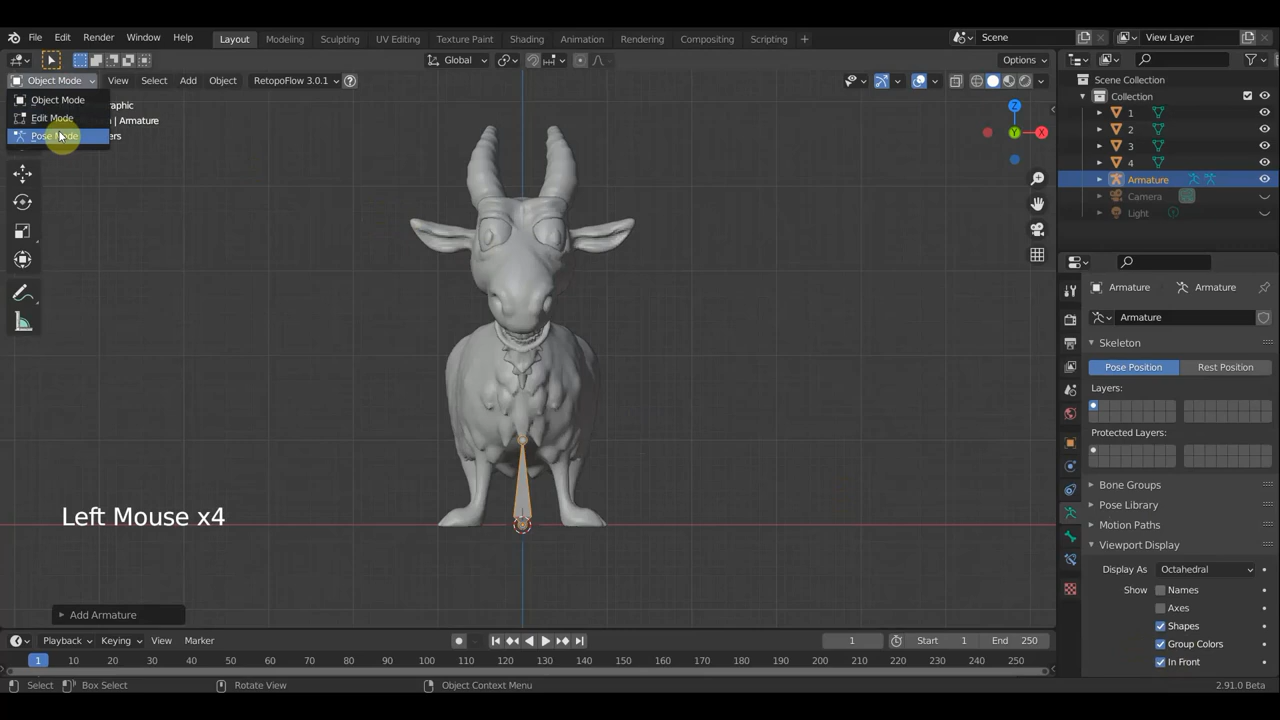 File Edit Render Window Help Layout Modeling Sculpting UV Editing Texture Paint Shading Animation Rendering Compositing Scripting + Scene View Layer
Global Options
Object Mode View Select Add Object RetopoFlow 3.0.1
Scene Collection
Collection
Object Mode
Edit Mode
Pose Mode
graphic
| Armature
ers
1
2
3
4
Armature
Camera
Light
Z
Y
X
Armature Armature
Armature
Skeleton
Pose Position Rest Position
Layers:
Protected Layers:
Bone Groups
Pose Library
Motion Paths
Viewport Display
Display As Octahedral
Show Names
Axes
Shapes
Group Colors
In Front
Left Mouse x4
Add Armature
Playback Keying View Marker 1 Start 1 End 250
1 10 20 30 40 50 60 70 80 90 100 110 120 130 140 150 160 170 180 190 200 210 220 230 240 250
Select Box Select Rotate View Object Context Menu 2.91.0 Beta